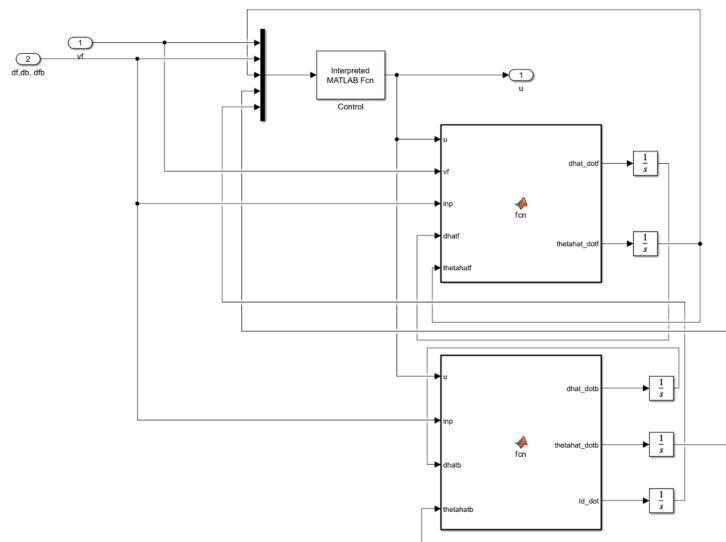 1
vf
2
df,db, dfb
Interpreted
MATLAB Fcn
Control
1
u
u
vf
inp
dhatf
thetahatf
fcn
dhat_dotf
thetahat_dotf
1
s
1
s
u
inp
dhatb
thetahatb
fcn
dhat_dotb
thetahat_dotb
ld_dot
1
s
1
s
1
s